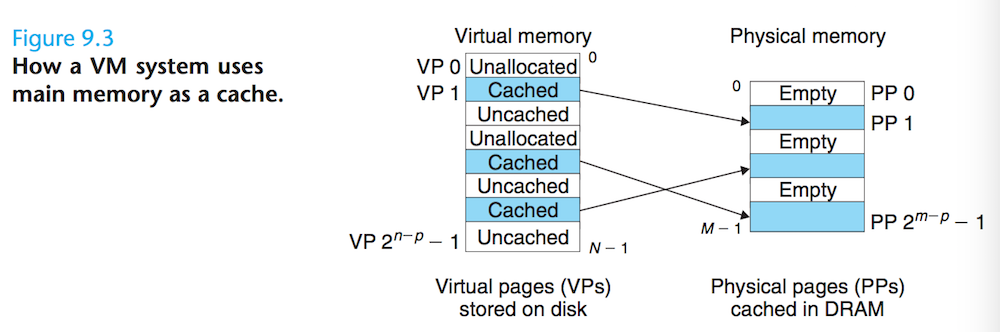 Figure 9.3
How a VM system uses
main memory as a cache.
Virtual memory
Physical memory
VP 0 Unallocated 0
VP 1 Cached
Uncached
Unallocated
Cached
Uncached
Cached
VP 2ⁿ⁻ᵖ – 1 Uncached N – 1
0 Empty PP 0
PP 1
Empty
Empty
M – 1 PP 2ᵐ⁻ᵖ – 1
Virtual pages (VPs)
stored on disk
Physical pages (PPs)
cached in DRAM